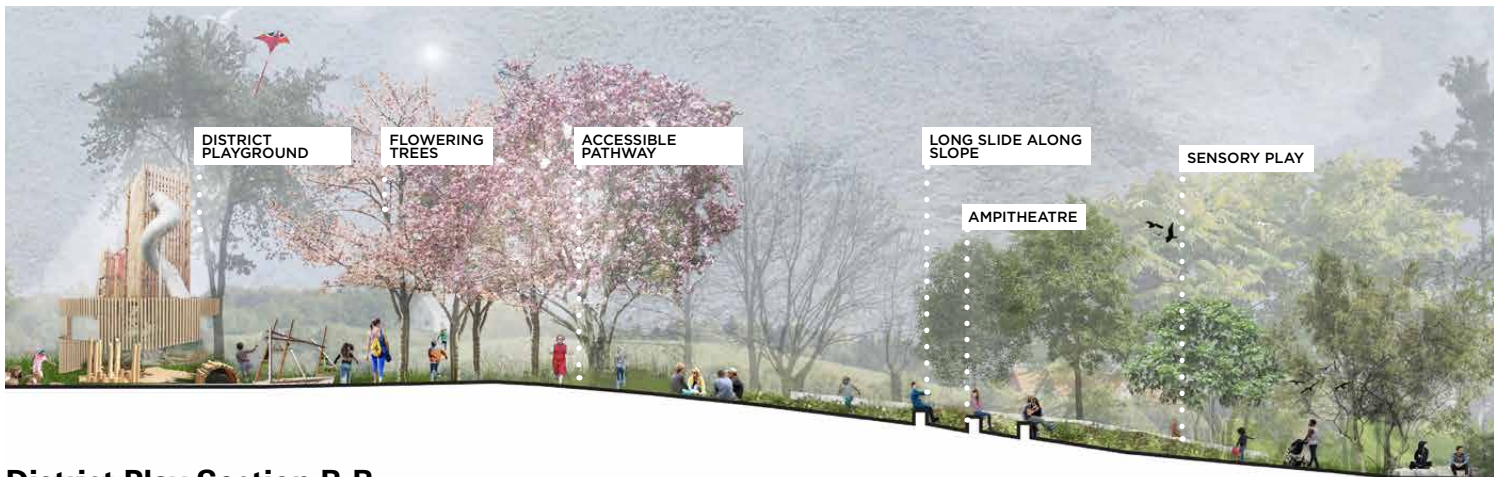 DISTRICT
PLAYGROUND
FLOWERING
TREES
ACCESSIBLE
PATHWAY
LONG SLIDE ALONG
SLOPE
AMPITHEATRE
SENSORY PLAY
District Play Section B-B